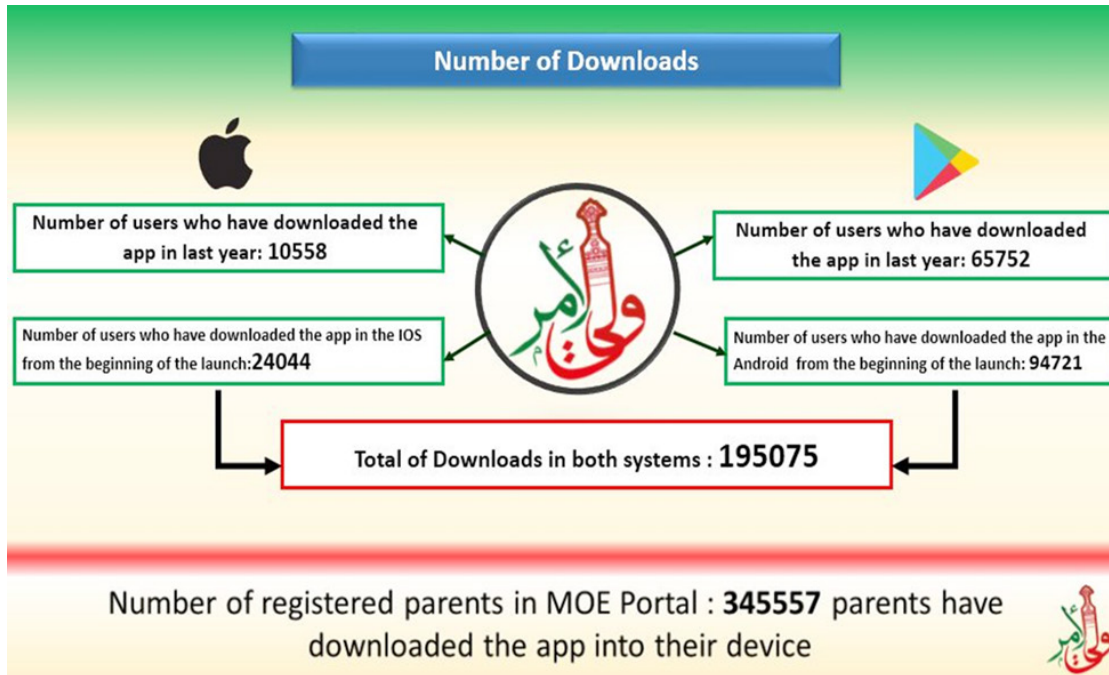 Number of Downloads
Number of users who have downloaded the
app in last year: 10558
Number of users who have downloaded
the app in last year: 65752
ولي أمر
Number of users who have downloaded the app in the IOS
from the beginning of the launch:24044
Number of users who have downloaded the app in the
Android from the beginning of the launch: 94721
Total of Downloads in both systems : 195075
Number of registered parents in MOE Portal : 345557 parents have
downloaded the app into their device
ولي أمر